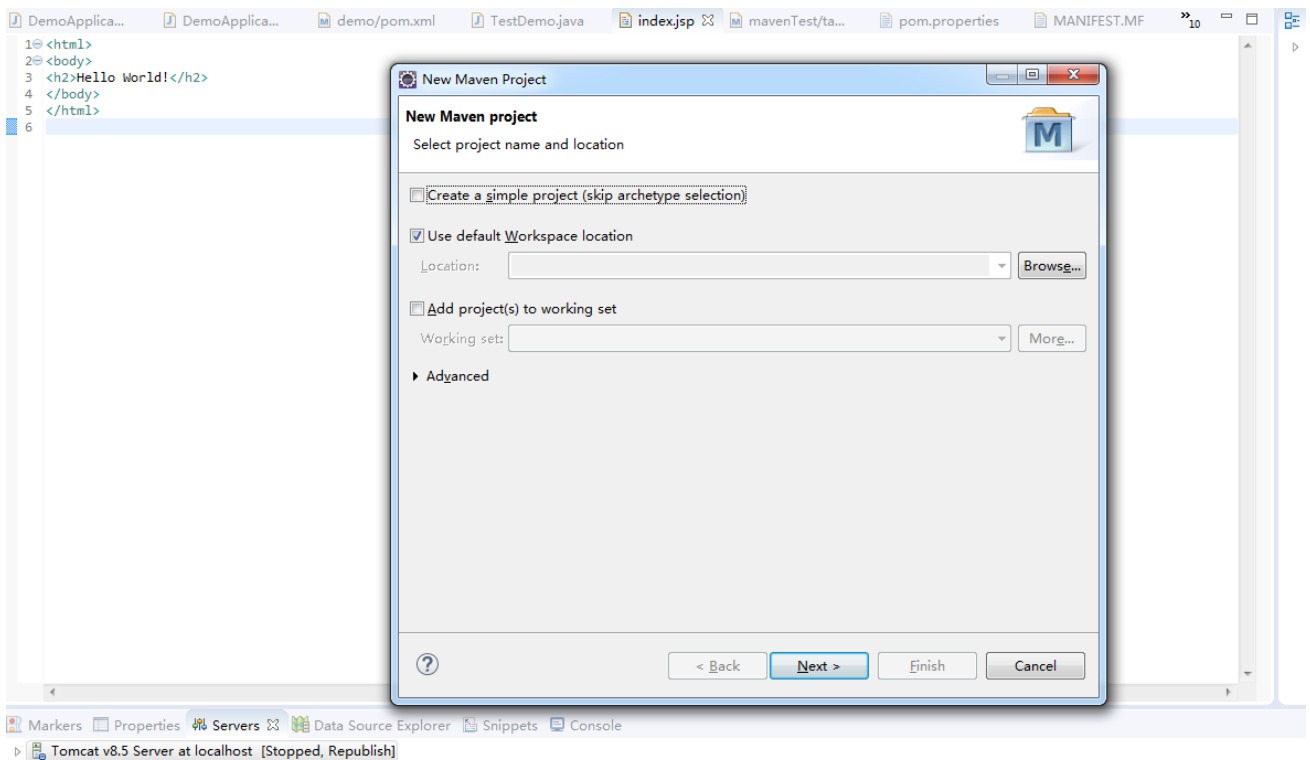 DemoApplica... DemoApplica... demo/pom.xml TestDemo.java index.jsp mavenTest/ta... pom.properties MANIFEST.MF »10
1 <html>
2 <body>
3 <h2>Hello World!</h2>
4 </body>
5 </html>
6
New Maven Project
New Maven project
Select project name and location
M
Create a simple project (skip archetype selection)
Use default Workspace location
Location: Browse...
Add project(s) to working set
Working set: More...
Advanced
? < Back Next > Finish Cancel
Markers Properties Servers Data Source Explorer Snippets Console
Tomcat v8.5 Server at localhost [Stopped, Republish]